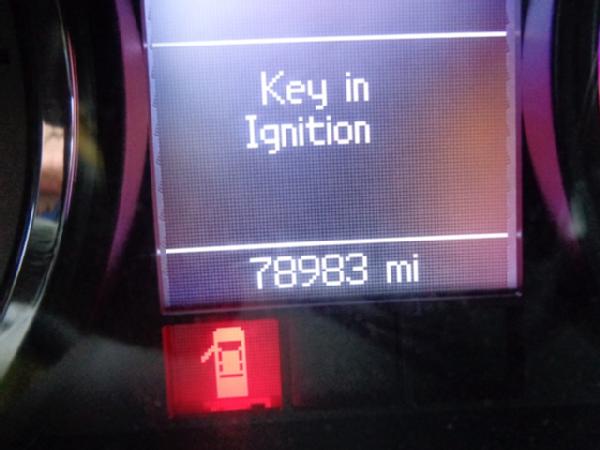 Key in
Ignition
78983 mi